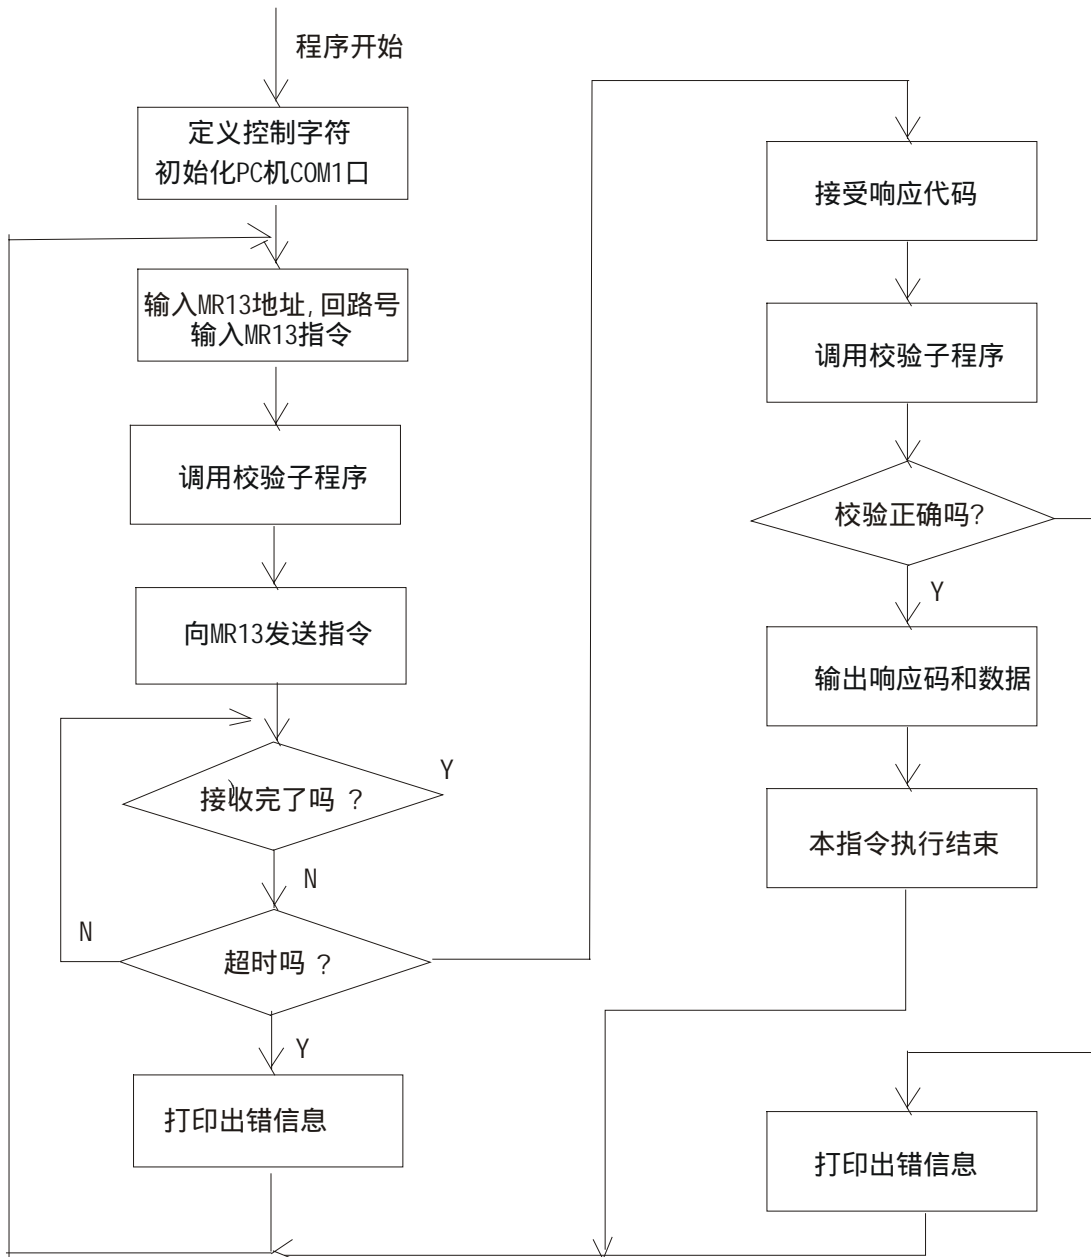 程序开始
定义控制字符
初始化PC机COM1口
输入MR13地址,回路号
输入MR13指令
调用校验子程序
向MR13发送指令
接收完了吗 ?
Y
N
超时吗 ?
N
Y
打印出错信息
接受响应代码
调用校验子程序
校验正确吗?
Y
输出响应码和数据
本指令执行结束
打印出错信息